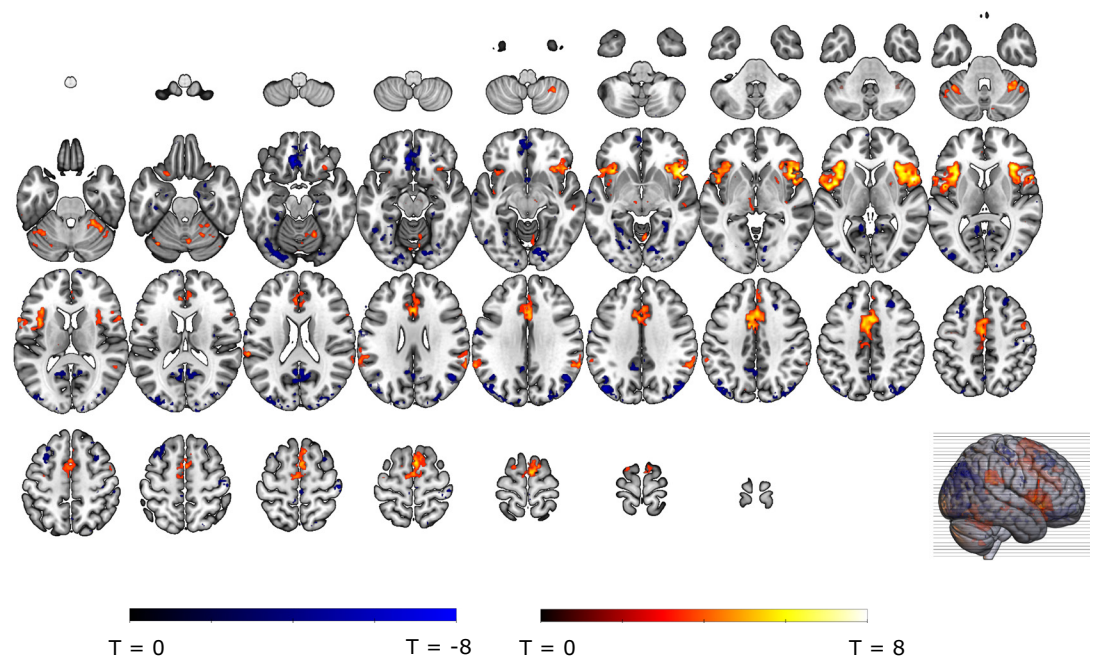 T = 0
T = -8
T = 0
T = 8